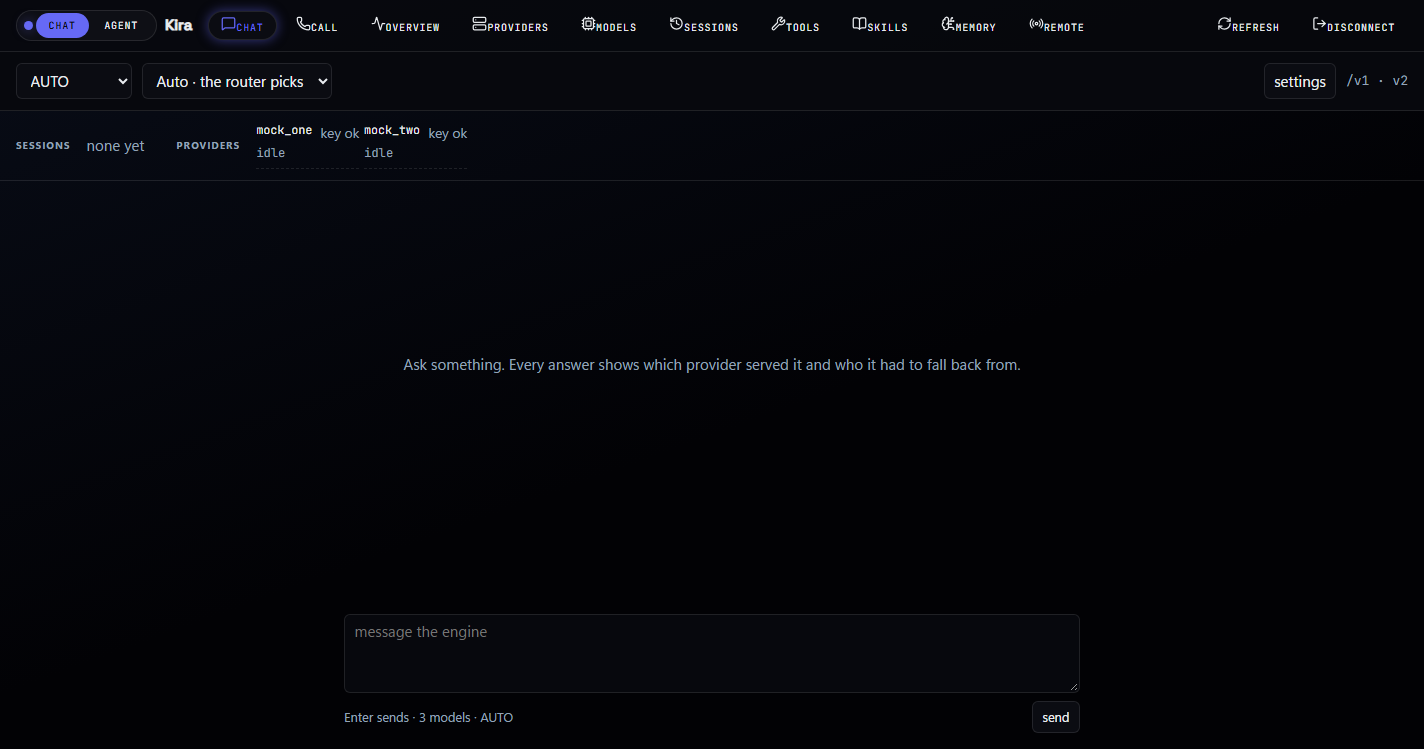 CHAT AGENT Kira CHAT CALL OVERVIEW PROVIDERS MODELS SESSIONS TOOLS SKILLS MEMORY REMOTE REFRESH DISCONNECT
AUTO Auto · the router picks settings /v1 · v2
SESSIONS none yet PROVIDERS mock_one key ok mock_two key ok
idle idle
Ask something. Every answer shows which provider served it and who it had to fall back from.
message the engine
Enter sends · 3 models · AUTO send